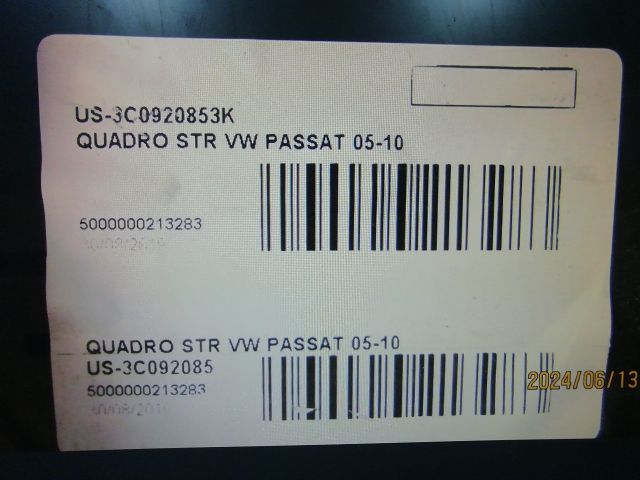 US-3C0920853K
QUADRO STR VW PASSAT 05-10
5000000213283
QUADRO STR VW PASSAT 05-10
US-3C092085
5000000213283
2024/06/13